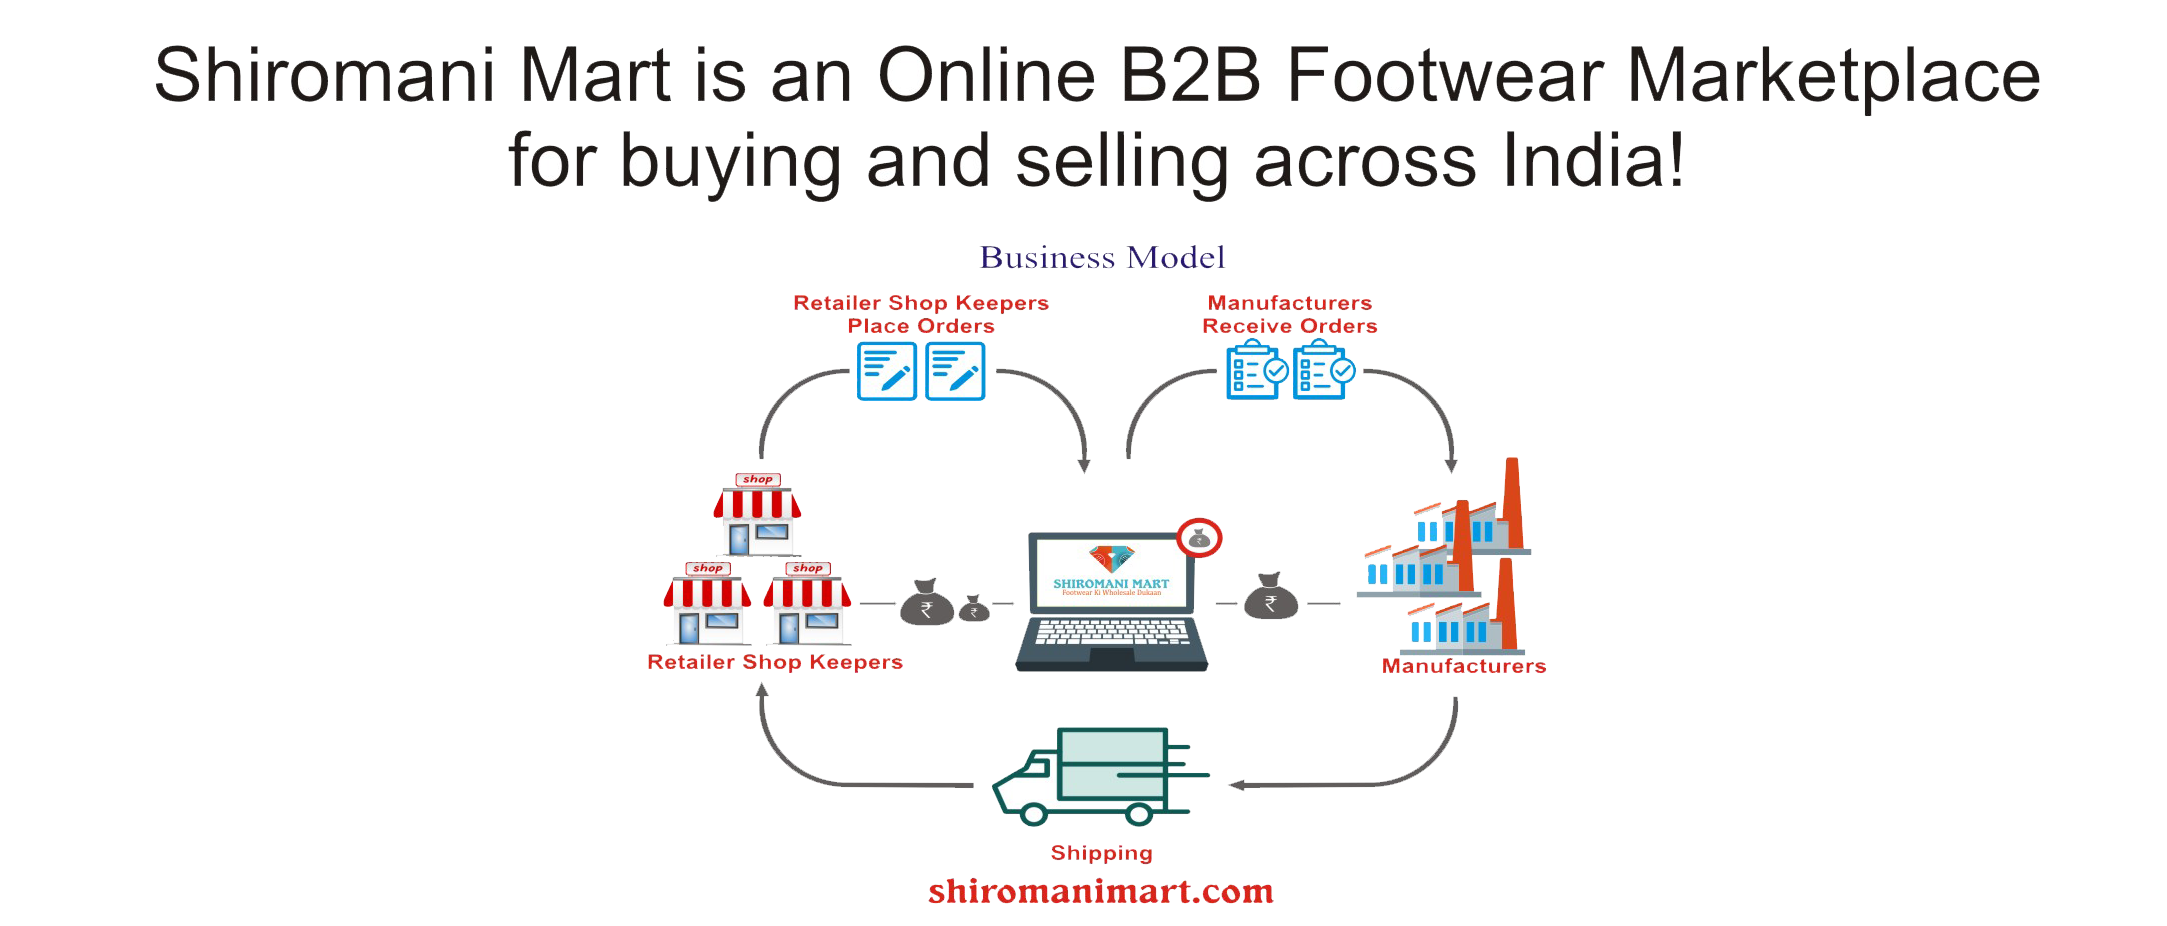 Shiromani Mart is an Online B2B Footwear Marketplace
for buying and selling across India!
Business Model
Retailer Shop Keepers
Place Orders
Manufacturers
Receive Orders
shop
shop
shop
₹
₹
₹
₹
SHIROMANI MART
Footwear Ki Wholesale Dukaan
Retailer Shop Keepers
Manufacturers
Shipping
shiromanimart.com